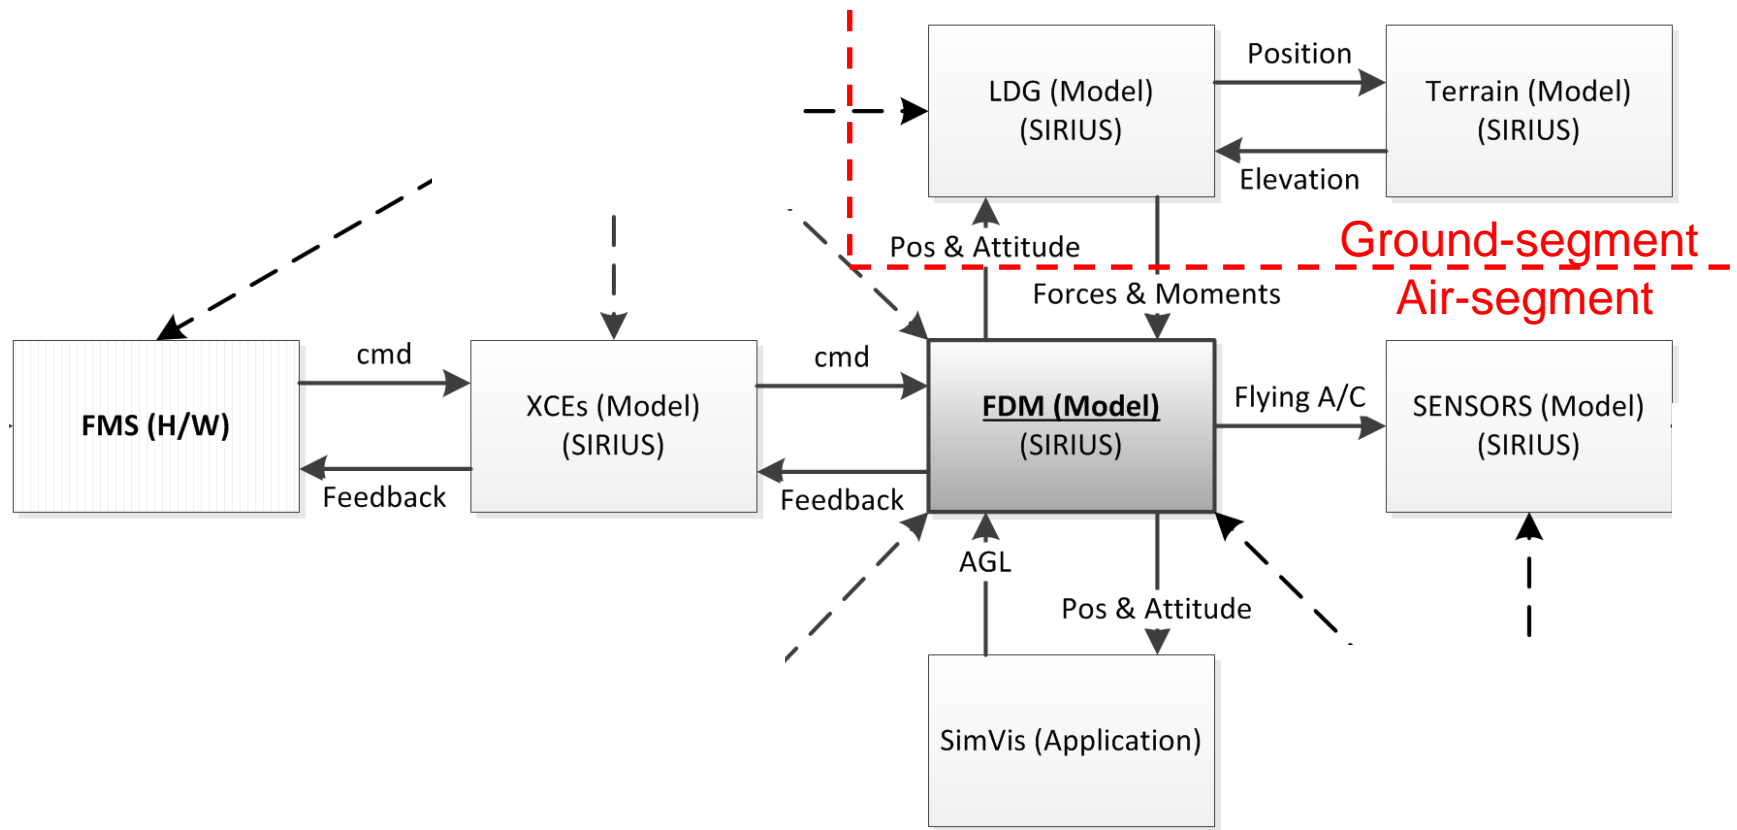 LDG (Model)
(SIRIUS)
Position
Terrain (Model)
(SIRIUS)
Elevation
Pos & Attitude
Ground-segment
Forces & Moments
Air-segment
FMS (H/W)
cmd
Feedback
XCEs (Model)
(SIRIUS)
cmd
Feedback
FDM (Model)
(SIRIUS)
Flying A/C
SENSORS (Model)
(SIRIUS)
AGL
Pos & Attitude
SimVis (Application)